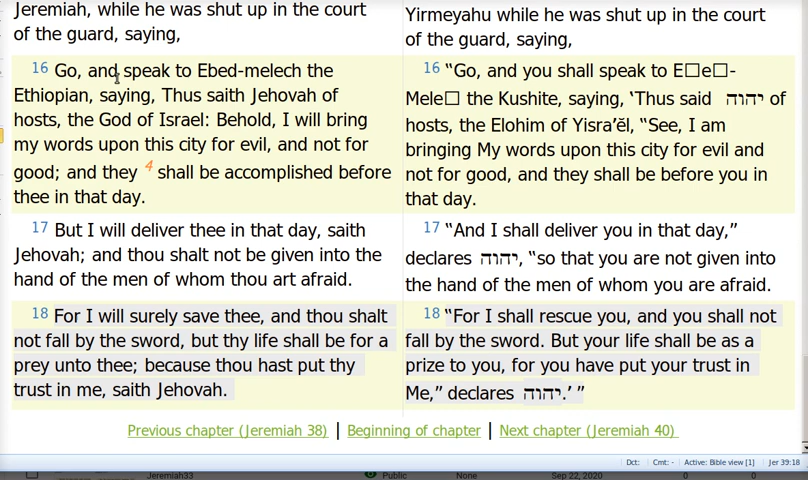 Jeremiah, while he was shut up in the court
of the guard, saying,
16 Go, and speak to Ebed-melech the
Ethiopian, saying, Thus saith Jehovah of
hosts, the God of Israel: Behold, I will bring
my words upon this city for evil, and not for
good; and they 4 shall be accomplished before
thee in that day.
17 But I will deliver thee in that day, saith
Jehovah; and thou shalt not be given into the
hand of the men of whom thou art afraid.
18 For I will surely save thee, and thou shalt
not fall by the sword, but thy life shall be for a
prey unto thee; because thou hast put thy
trust in me, saith Jehovah.
Yirmeyahu while he was shut up in the court
of the guard, saying,
16 “Go, and you shall speak to E□e□-
Mele□ the Kushite, saying, ‘Thus said יהוה of
hosts, the Elohim of Yisra’ĕl, “See, I am
bringing My words upon this city for evil and
not for good, and they shall be before you in
that day.
17 “And I shall deliver you in that day,”
declares יהוה, “so that you are not given into
the hand of the men of whom you are afraid.
18 “For I shall rescue you, and you shall not
fall by the sword. But your life shall be as a
prize to you, for you have put your trust in
Me,” declares יהוה.’ ”
Previous chapter (Jeremiah 38) | Beginning of chapter | Next chapter (Jeremiah 40)
Dct: Cmt: - Active: Bible view [1] Jer 39:18
Jeremiah33 Public None Sep 22, 2020 0 0